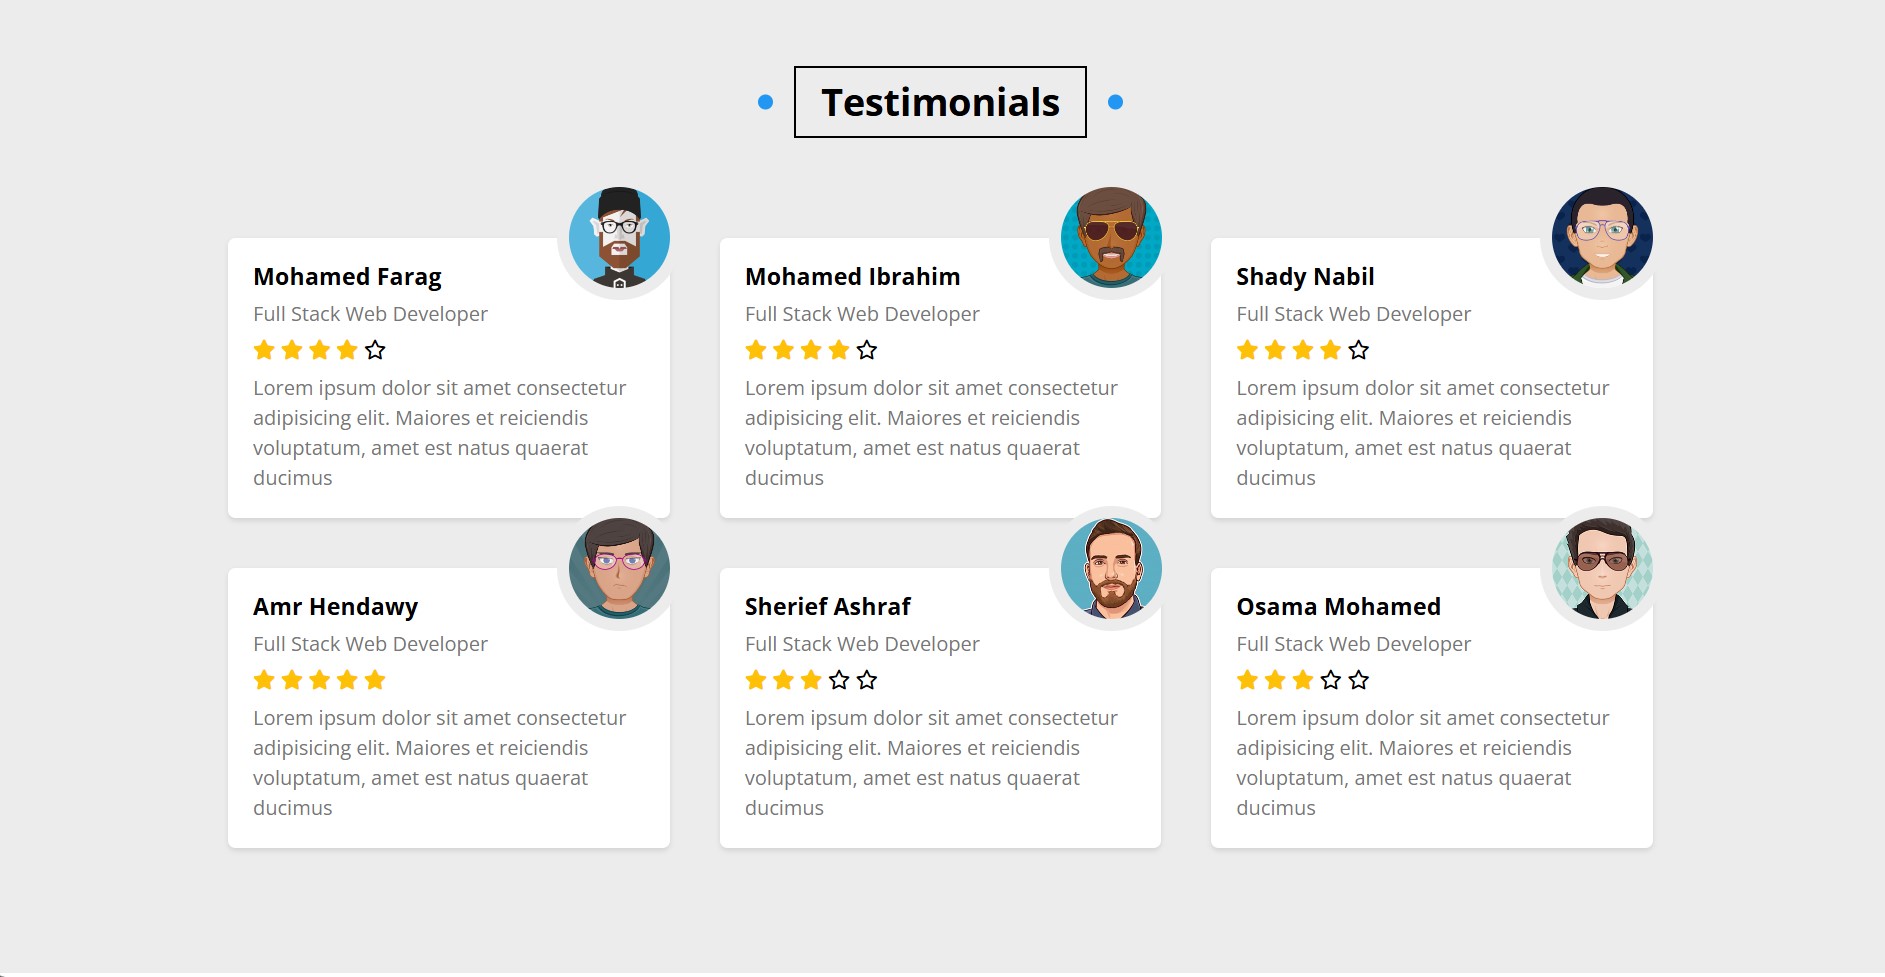 Testimonials
Mohamed Farag
Full Stack Web Developer
Lorem ipsum dolor sit amet consectetur
adipisicing elit. Maiores et reiciendis
voluptatum, amet est natus quaerat
ducimus
Mohamed Ibrahim
Full Stack Web Developer
Lorem ipsum dolor sit amet consectetur
adipisicing elit. Maiores et reiciendis
voluptatum, amet est natus quaerat
ducimus
Shady Nabil
Full Stack Web Developer
Lorem ipsum dolor sit amet consectetur
adipisicing elit. Maiores et reiciendis
voluptatum, amet est natus quaerat
ducimus
Amr Hendawy
Full Stack Web Developer
Lorem ipsum dolor sit amet consectetur
adipisicing elit. Maiores et reiciendis
voluptatum, amet est natus quaerat
ducimus
Sherief Ashraf
Full Stack Web Developer
Lorem ipsum dolor sit amet consectetur
adipisicing elit. Maiores et reiciendis
voluptatum, amet est natus quaerat
ducimus
Osama Mohamed
Full Stack Web Developer
Lorem ipsum dolor sit amet consectetur
adipisicing elit. Maiores et reiciendis
voluptatum, amet est natus quaerat
ducimus